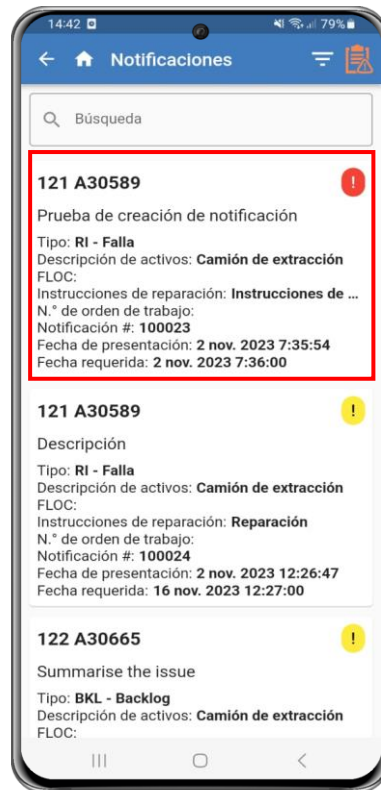 14:42 79%
Notificaciones
Búsqueda
121 A30589 !
Prueba de creación de notificación
Tipo: RI - Falla
Descripción de activos: Camión de extracción
FLOC:
Instrucciones de reparación: Instrucciones de ...
N.° de orden de trabajo:
Notificación #: 100023
Fecha de presentación: 2 nov. 2023 7:35:54
Fecha requerida: 2 nov. 2023 7:36:00
121 A30589 !
Descripción
Tipo: RI - Falla
Descripción de activos: Camión de extracción
FLOC:
Instrucciones de reparación: Reparación
N.° de orden de trabajo:
Notificación #: 100024
Fecha de presentación: 2 nov. 2023 12:26:47
Fecha requerida: 16 nov. 2023 12:27:00
122 A30665 !
Summarise the issue
Tipo: BKL - Backlog
Descripción de activos: Camión de extracción
FLOC: